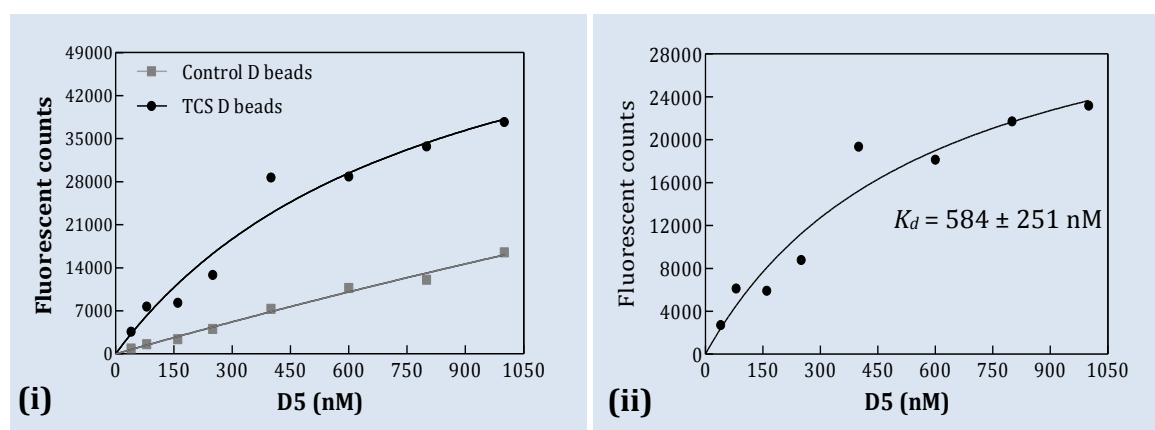 49000
42000
35000
28000
21000
14000
7000
0
Fluorescent counts
Control D beads
TCS D beads
0 150 300 450 600 750 900 1050
D5 (nM)
(i)
28000
24000
20000
16000
12000
8000
4000
0
Fluorescent counts
Kd = 584 ± 251 nM
0 150 300 450 600 750 900 1050
D5 (nM)
(ii)